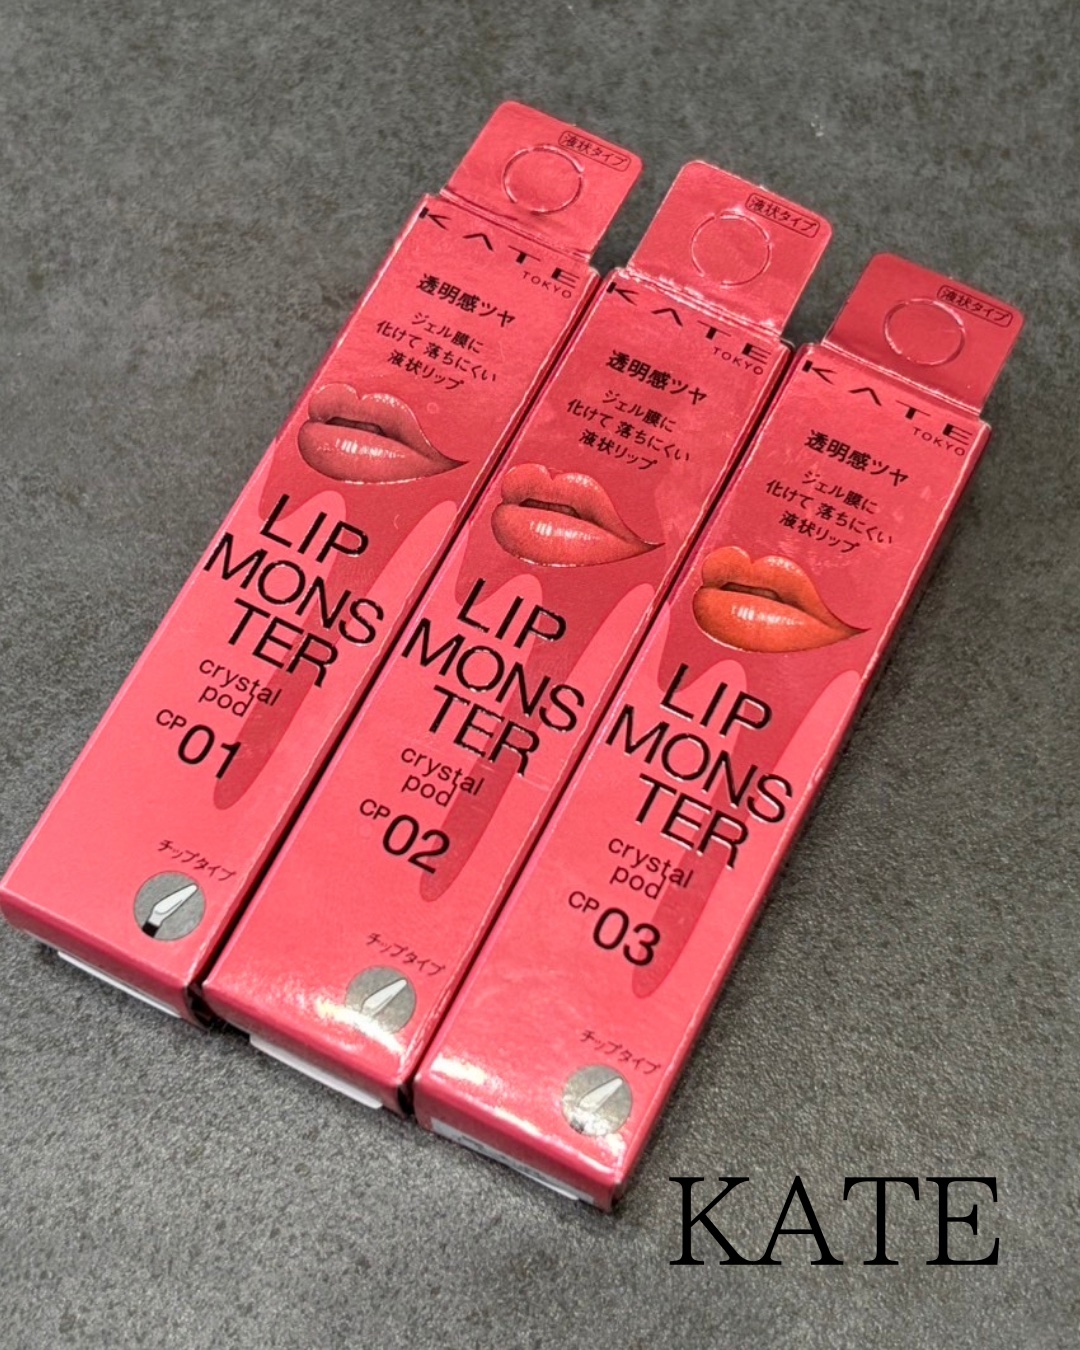 液状タイプ
KATE
TOKYO
透明感ツヤ
ジェル膜に
化けて 落ちにくい
液状リップ
LIP
MONS
TER
crystal
pod
CP01
チップタイプ
液状タイプ
KATE
TOKYO
透明感ツヤ
ジェル膜に
化けて 落ちにくい
液状リップ
LIP
MONS
TER
crystal
pod
CP02
チップタイプ
液状タイプ
KATE
TOKYO
透明感ツヤ
ジェル膜に
化けて 落ちにくい
液状リップ
LIP
MONS
TER
crystal
pod
CP03
チップタイプ
KATE